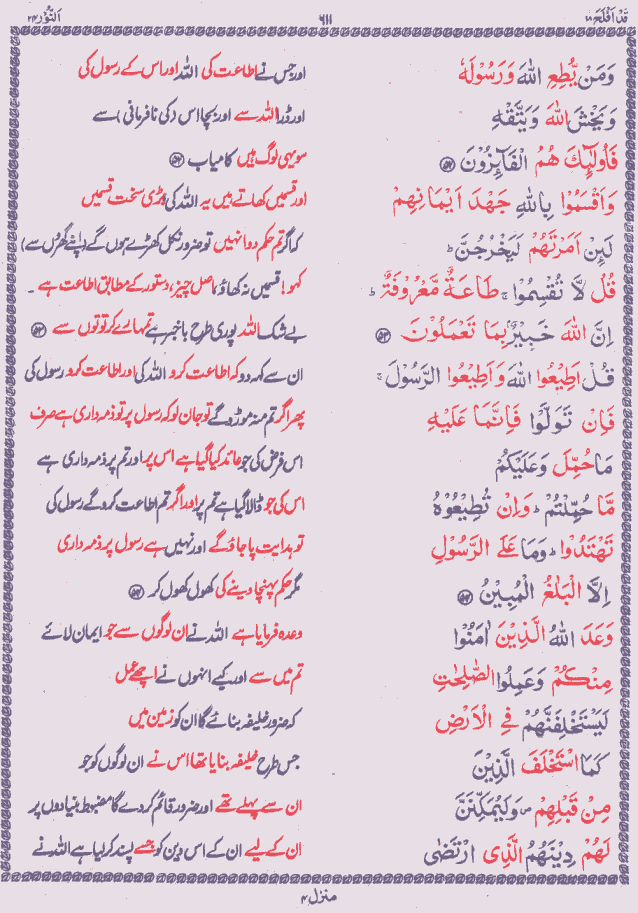 قَدْ اَفْلَحَ ۱۸ ۶۱۱ اَلنُّوْر ۲۴
وَمَنْ يُّطِعِ اللّٰهَ وَرَسُوْلَهٗ اور جس نے اطاعت کی اللہ اور اس کے رسول کی
وَيَخْشَ اللّٰهَ وَيَتَّقْهِ اور ڈرا اللہ سے اور بچا اس (کی نافرمانی) سے
فَاُولٰٓئِكَ هُمُ الْفَآئِزُوْنَ ﴿۵۲﴾ سو یہی لوگ ہیں کامیاب ﴿۵۲﴾
وَاَقْسَمُوْا بِاللّٰهِ جَهْدَ اَيْمَانِهِمْ اور قسمیں کھاتے ہیں یہ اللہ کی بڑی سخت قسمیں
لَئِنْ اَمَرْتَهُمْ لَيَخْرُجُنَّ ؕ کہ اگر تم حکم دو انہیں تو ضرور نکل کھڑے ہوں گے (اپنے گھروں سے)
قُلْ لَّا تُقْسِمُوْا ۚ طَاعَةٌ مَّعْرُوْفَةٌ ؕ کہو! قسمیں نہ کھاؤ اصل چیز، دستور کے مطابق اطاعت ہے ۔
اِنَّ اللّٰهَ خَبِيْرٌۢ بِمَا تَعْمَلُوْنَ ﴿۵۳﴾ بے شک اللہ پوری طرح باخبر ہے تمہارے کرتوتوں سے ﴿۵۳﴾
قُلْ اَطِيْعُوا اللّٰهَ وَاَطِيْعُوا الرَّسُوْلَ ۚ ان سے کہہ دو کہ اطاعت کرو اللہ کی اور اطاعت کرو رسول کی
فَاِنْ تَوَلَّوْا فَاِنَّمَا عَلَيْهِ پھر اگر تم منہ موڑو گے تو جان لو کہ رسول پر تو ذمہ داری ہے صرف
مَا حُمِّلَ وَعَلَيْكُمْ اس فرض کی جو عائد کیا گیا ہے اس پر اور تم پر ذمہ داری ہے
مَّا حُمِّلْتُمْ ؕ وَاِنْ تُطِيْعُوْهُ اس کی جو ڈالا گیا ہے تم پر اور اگر تم اطاعت کرو گے رسول کی
تَهْتَدُوْا ؕ وَمَا عَلَى الرَّسُوْلِ تو ہدایت پا جاؤ گے اور نہیں ہے رسول پر ذمہ داری
اِلَّا الْبَلٰغُ الْمُبِيْنُ ﴿۵۴﴾ مگر حکم پہنچا دینے کی کھول کھول کر ﴿۵۴﴾
وَعَدَ اللّٰهُ الَّذِيْنَ اٰمَنُوْا وعدہ فرمایا ہے اللہ نے ان لوگوں سے جو ایمان لائے
مِنْكُمْ وَعَمِلُوا الصّٰلِحٰتِ تم میں سے اور کیے انہوں نے اچھے عمل
لَيَسْتَخْلِفَنَّهُمْ فِي الْاَرْضِ کہ ضرور خلیفہ بنائے گا ان کو زمین میں
كَمَا اسْتَخْلَفَ الَّذِيْنَ جس طرح خلیفہ بنایا تھا اس نے ان لوگوں کو جو
مِنْ قَبْلِهِمْ ۪ وَلَيُمَكِّنَنَّ ان سے پہلے تھے اور ضرور قائم کر دے گا مضبوط بنیادوں پر
لَهُمْ دِيْنَهُمُ الَّذِى ارْتَضٰى ان کے لیے ان کے اس دین کو جسے پسند کر لیا ہے اللہ نے
منزل ۴